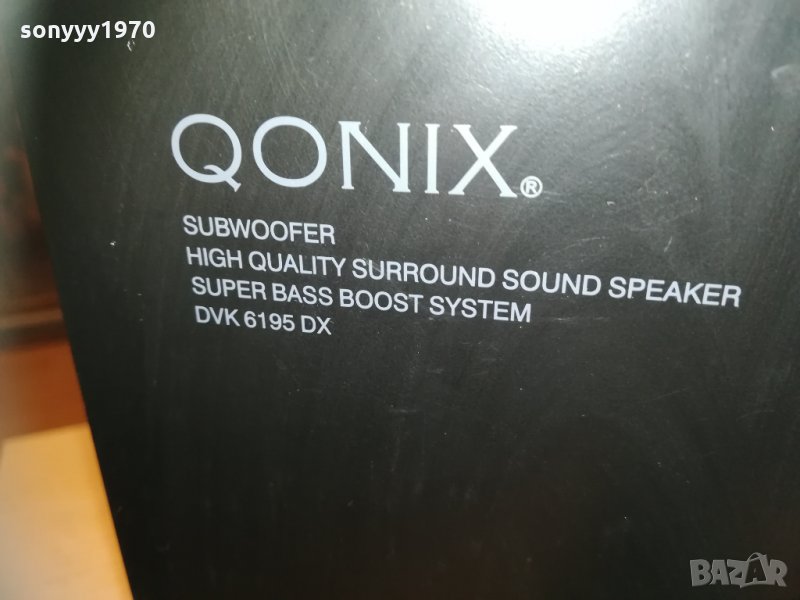 sonyyy1970
QONIX®
SUBWOOFER
HIGH QUALITY SURROUND SOUND SPEAKER
SUPER BASS BOOST SYSTEM
DVK 6195 DX
BAZAR